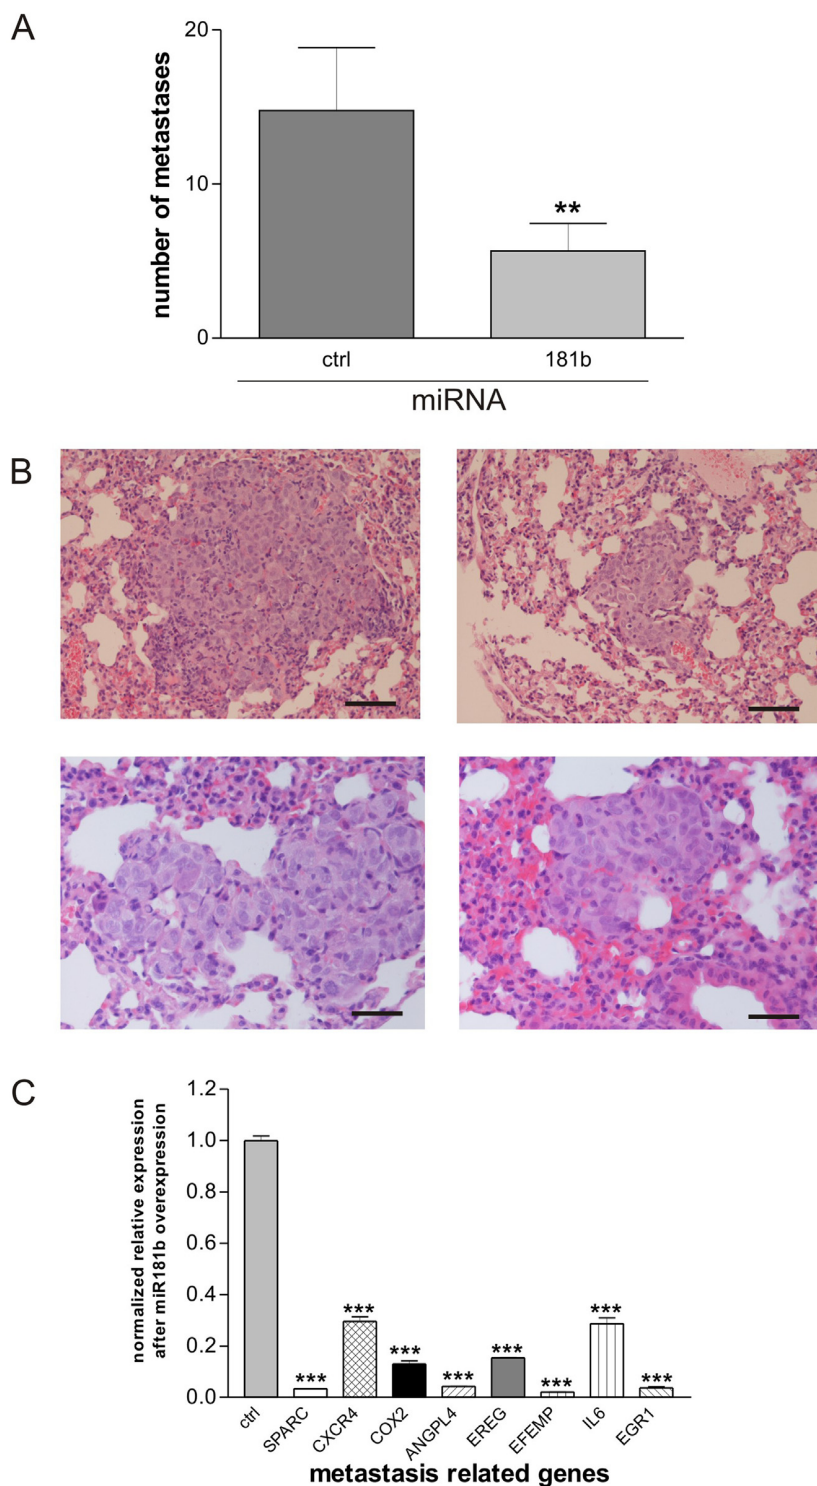 A
20
10
0
number of metastases
**
ctrl
181b
miRNA
B
C
normalized relative expression
after miR181b overexpression
1.2
1.0
0.8
0.6
0.4
0.2
0.0
***
***
***
***
***
***
***
***
ctrl
SPARC
CXCR4
COX2
ANGPL4
EREG
EFEMP
IL6
EGR1
metastasis related genes